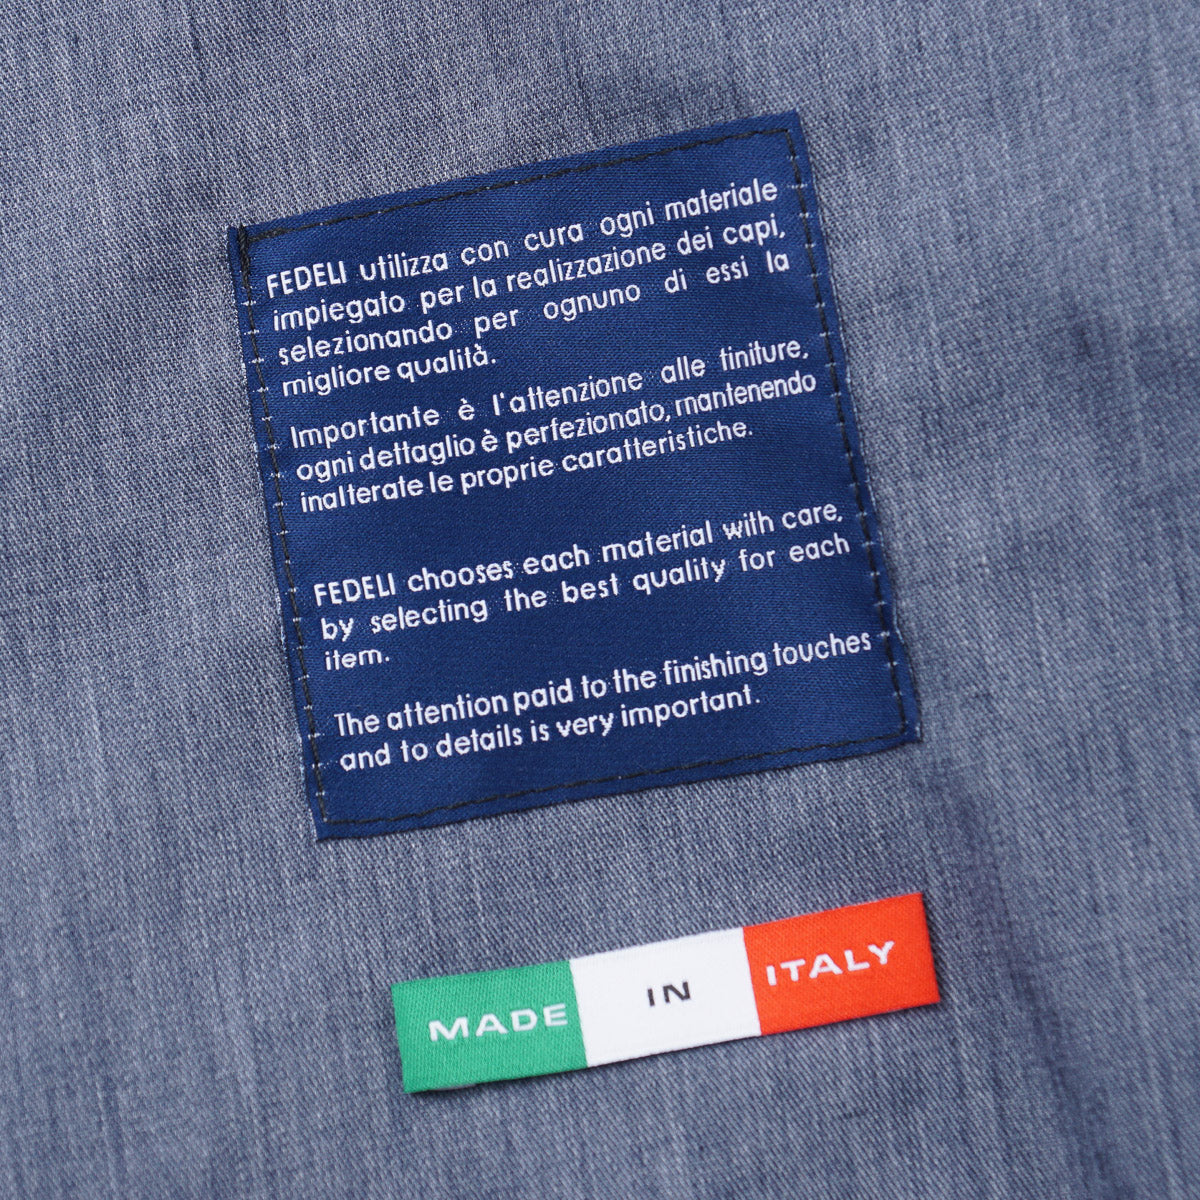 FEDELI utilizza con cura ogni materiale
impiegato per la realizzazione dei capi,
selezionando per ognuno di essi la
migliore qualità.
Importante è l'attenzione alle finiture,
ogni dettaglio è perfezionato, mantenendo
inalterate le proprie caratteristiche.
FEDELI chooses each material with care,
by selecting the best quality for each
item.
The attention paid to the finishing touches
and to details is very important.
MADE IN ITALY